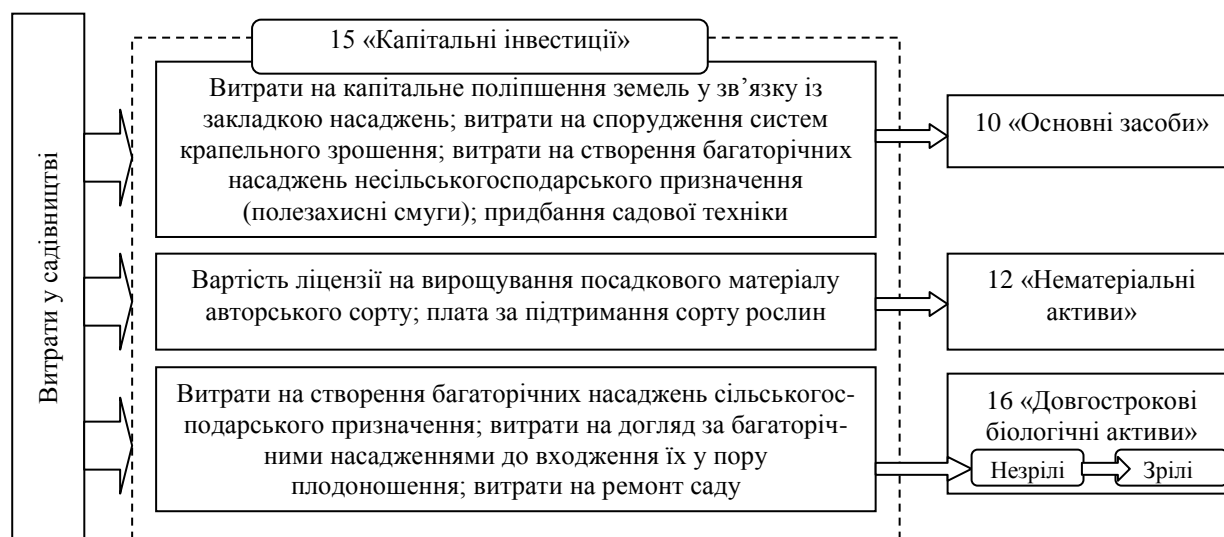 Витрати у садівництві
15 «Капітальні інвестиції»
Витрати на капітальне поліпшення земель у зв’язку із
закладкою насаджень; витрати на спорудження систем
крапельного зрошення; витрати на створення багаторічних
насаджень несільськогосподарського призначення
(полезахисні смуги); придбання садової техніки
10 «Основні засоби»
Вартість ліцензії на вирощування посадкового матеріалу
авторського сорту; плата за підтримання сорту рослин
12 «Нематеріальні
активи»
Витрати на створення багаторічних насаджень сільськогос-
подарського призначення; витрати на догляд за багаторіч-
ними насадженнями до входження їх у пору
плодоношення; витрати на ремонт саду
16 «Довгострокові
біологічні активи»
Незрілі
Зрілі